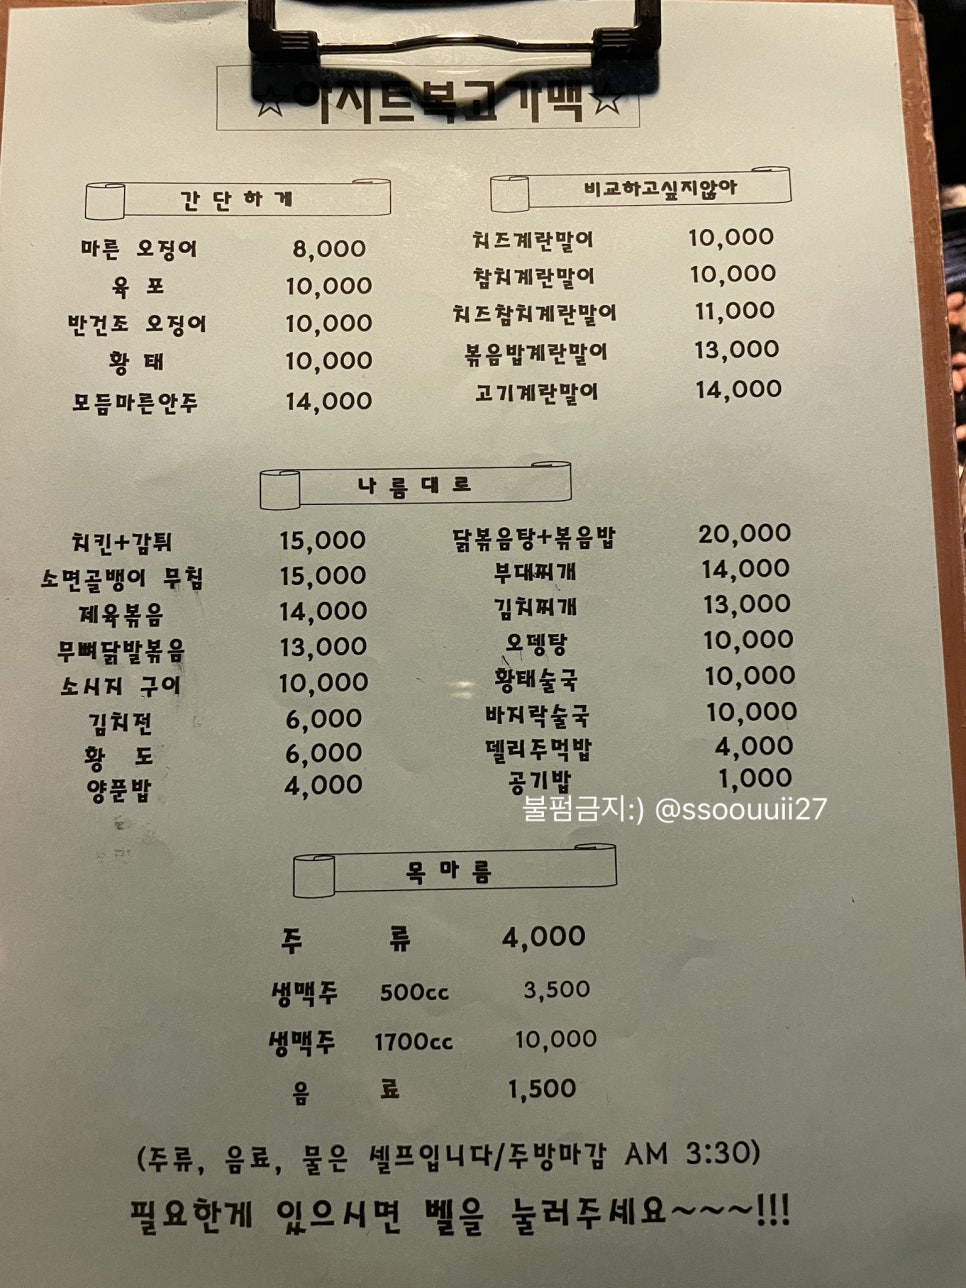 ☆아지트복고가맥☆
간단하게
마른 오징어 8,000
육 포 10,000
반건조 오징어 10,000
황 태 10,000
모듬마른안주 14,000
비교하고싶지않아
치즈계란말이 10,000
참치계란말이 10,000
치즈참치계란말이 11,000
볶음밥계란말이 13,000
고기계란말이 14,000
나름대로
치킨+감튀 15,000
소면골뱅이 무침 15,000
제육볶음 14,000
무뼈닭발볶음 13,000
소시지 구이 10,000
김치전 6,000
황 도 6,000
양푼밥 4,000
닭볶음탕+볶음밥 20,000
부대찌개 14,000
김치찌개 13,000
오뎅탕 10,000
황태술국 10,000
바지락술국 10,000
델리주먹밥 4,000
공기밥 1,000
불펌금지:) @ssoouuii27
목마름
주 류 4,000
생맥주 500cc 3,500
생맥주 1700cc 10,000
음 료 1,500
(주류, 음료, 물은 셀프입니다/주방마감 AM 3:30)
필요한게 있으시면 벨을 눌러주세요~~~!!!